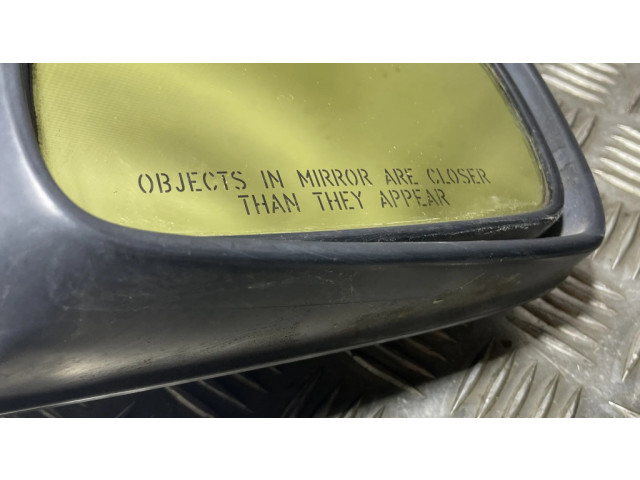 OBJECTS IN MIRROR ARE CLOSER
THAN THEY APPEAR